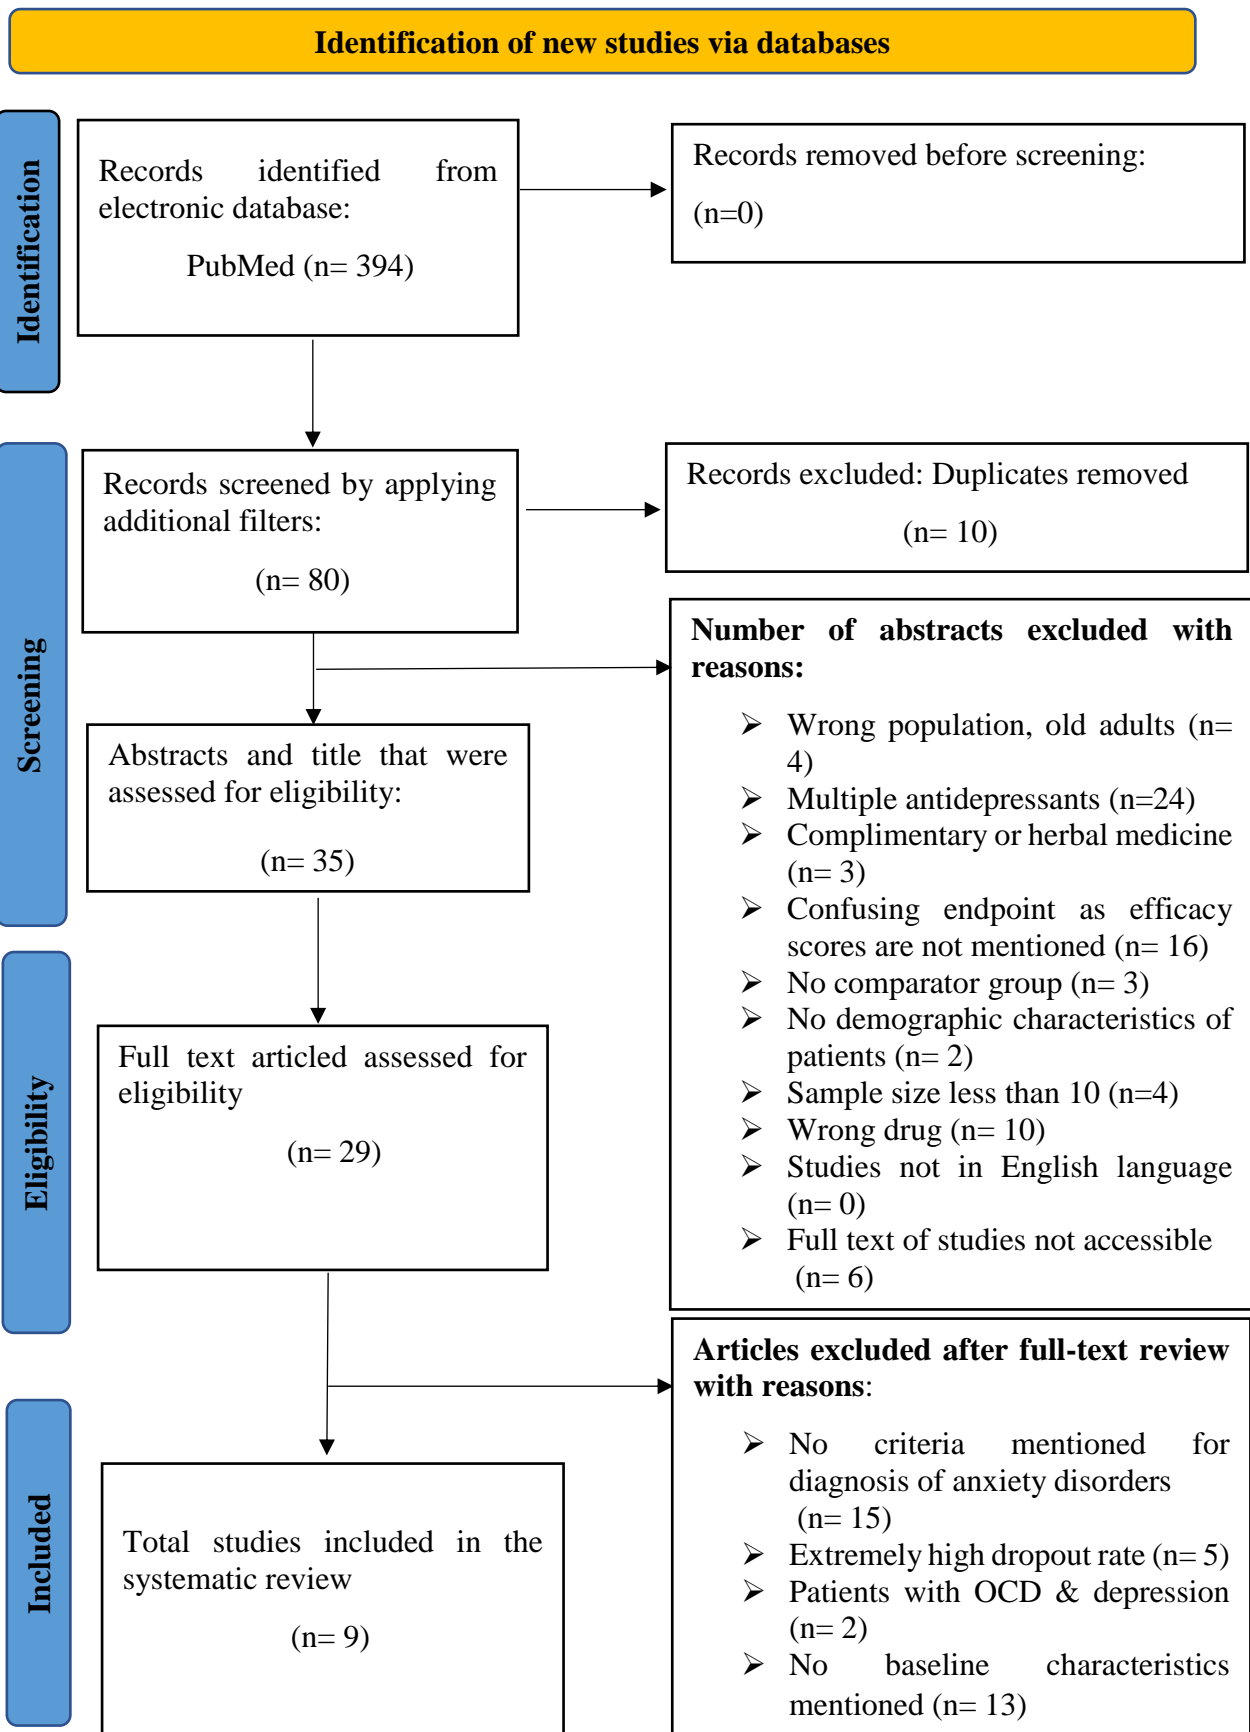 Identification of new studies via databases
Identification
Records identified from
electronic database:
PubMed (n= 394)
Records removed before screening:
(n=0)
Screening
Records screened by applying
additional filters:
(n= 80)
Records excluded: Duplicates removed
(n= 10)
Number of abstracts excluded with
reasons:
➢ Wrong population, old adults (n=
4)
➢ Multiple antidepressants (n=24)
➢ Complimentary or herbal medicine
(n= 3)
➢ Confusing endpoint as efficacy
scores are not mentioned (n= 16)
➢ No comparator group (n= 3)
➢ No demographic characteristics of
patients (n= 2)
➢ Sample size less than 10 (n=4)
➢ Wrong drug (n= 10)
➢ Studies not in English language
(n= 0)
➢ Full text of studies not accessible
(n= 6)
Abstracts and title that were
assessed for eligibility:
(n= 35)
Eligibility
Full text articled assessed for
eligibility
(n= 29)
Articles excluded after full-text review
with reasons:
➢ No criteria mentioned for
diagnosis of anxiety disorders
(n= 15)
➢ Extremely high dropout rate (n= 5)
➢ Patients with OCD & depression
(n= 2)
➢ No baseline characteristics
mentioned (n= 13)
Included
Total studies included in the
systematic review
(n= 9)